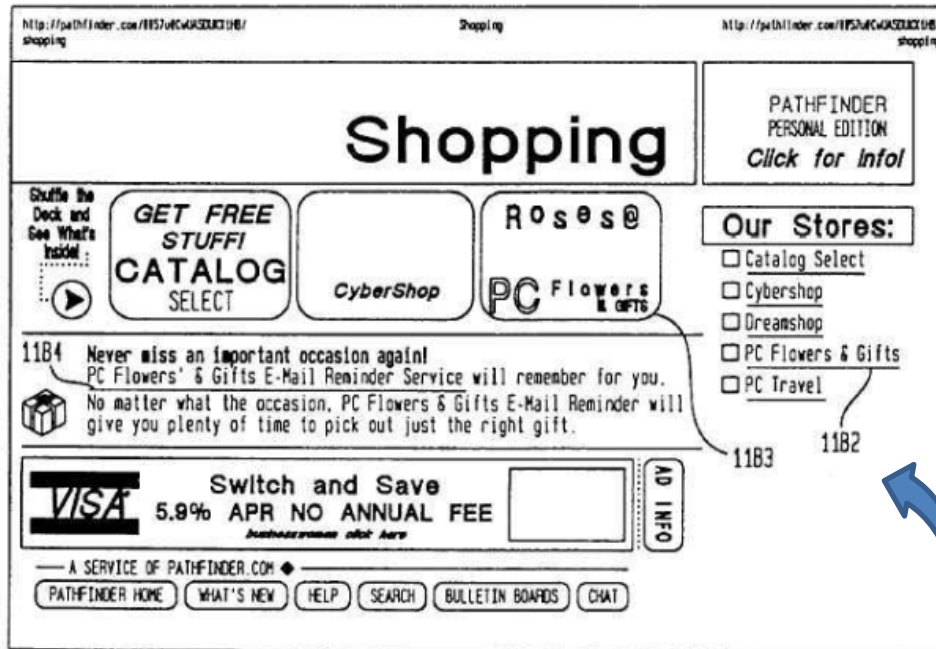 Shopping
shopping
shopping
Shopping
PATHFINDER
PERSONAL EDITION
Click for info!
Shuffle the
Deck and
See What's
Inside!
GET FREE
STUFF!
CATALOG
SELECT
CyberShop
Roses@
PC Flowers
& GIFTS
Our Stores:
Catalog Select
Cybershop
Dreamshop
PC Flowers & Gifts
PC Travel
11B4
Never miss an important occasion again!
PC Flowers' & Gifts E-Mail Reminder Service will remember for you.
No matter what the occasion, PC Flowers & Gifts E-Mail Reminder will
give you plenty of time to pick out just the right gift.
11B3
11B2
VISA
Switch and Save
5.9% APR NO ANNUAL FEE
businesswomen click here
AD INFO
A SERVICE OF PATHFINDER.COM
PATHFINDER HOME
WHAT'S NEW
HELP
SEARCH
BULLETIN BOARDS
CHAT